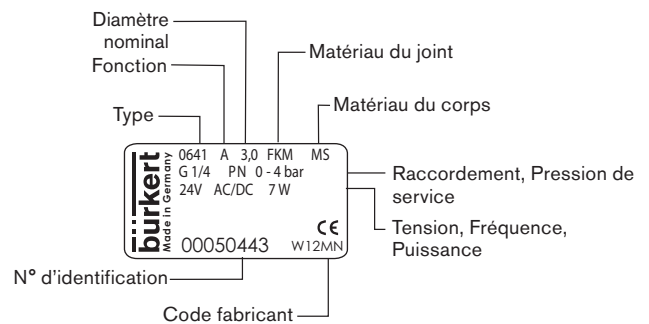 Diamètre
nominal
Fonction
Type
Matériau du joint
Matériau du corps
bürkert
Made in Germany
0641 A 3,0 FKM MS
G 1/4 PN 0 - 4 bar
24V AC/DC 7 W
CE
00050443 W12MN
Raccordement, Pression de
service
Tension, Fréquence,
Puissance
N° d'identification
Code fabricant